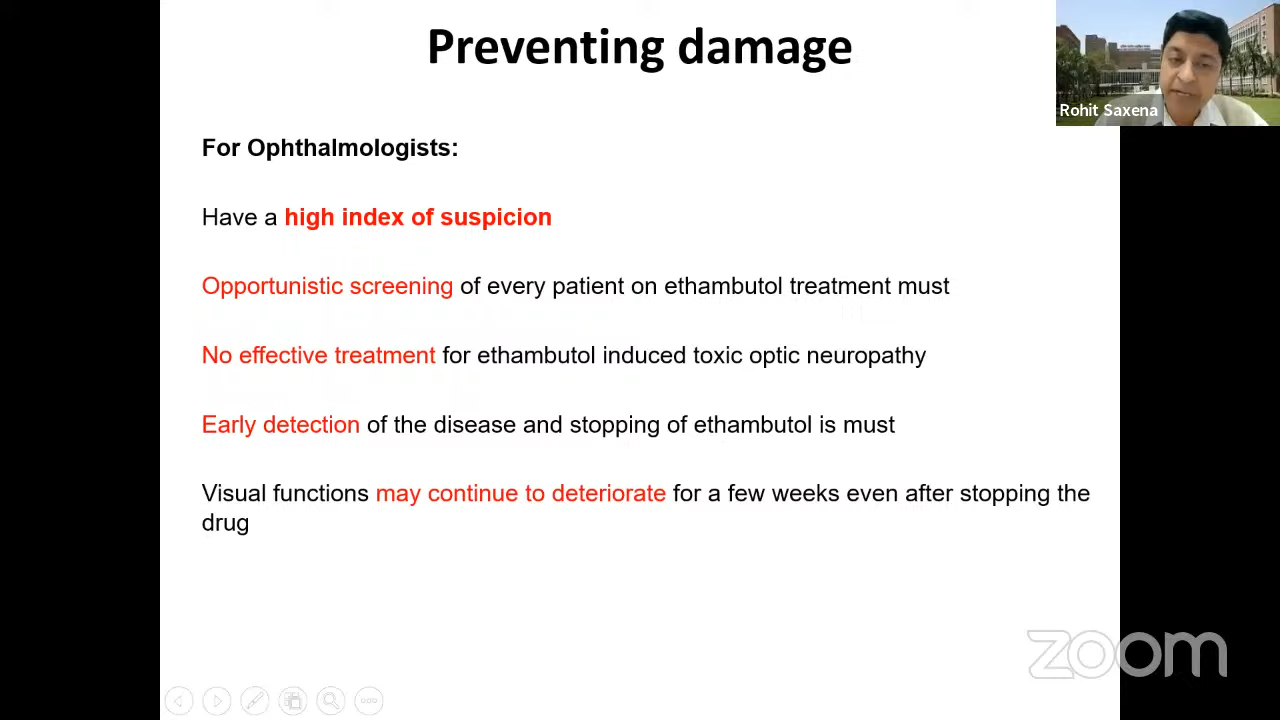 Preventing damage
Rohit Saxena
For Ophthalmologists:
Have a high index of suspicion
Opportunistic screening of every patient on ethambutol treatment must
No effective treatment for ethambutol induced toxic optic neuropathy
Early detection of the disease and stopping of ethambutol is must
Visual functions may continue to deteriorate for a few weeks even after stopping the
drug
zoom